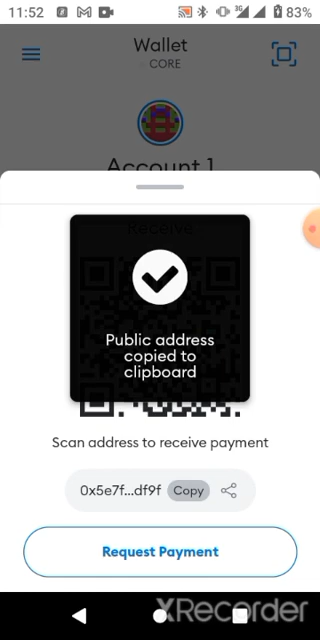 11:52
3G
83%
Wallet
CORE
Account 1
Receive
Public address
copied to
clipboard
Scan address to receive payment
0x5e7f...df9f Copy
Request Payment
XRecorder